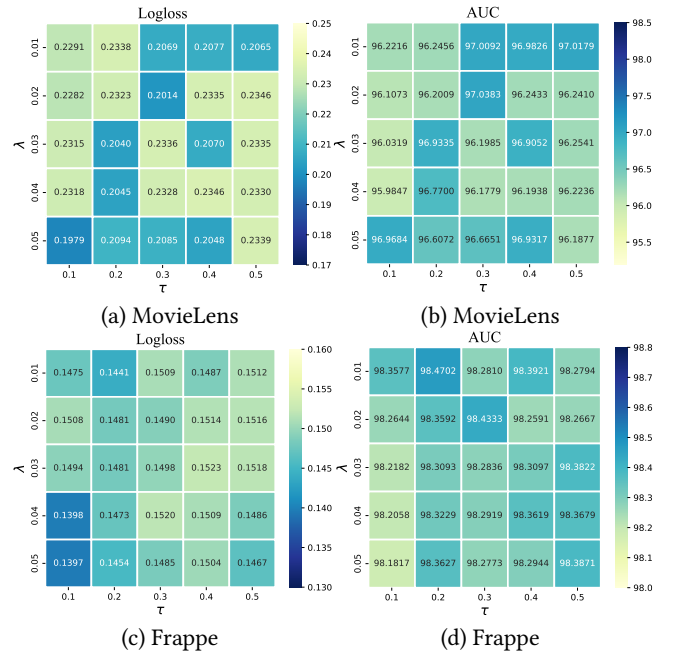 Logloss
0.01 0.2291 0.2338 0.2069 0.2077 0.2065
0.02 0.2282 0.2323 0.2014 0.2335 0.2346
λ 0.03 0.2315 0.2040 0.2336 0.2070 0.2335
0.04 0.2318 0.2045 0.2328 0.2346 0.2330
0.05 0.1979 0.2094 0.2085 0.2048 0.2339
0.1 0.2 0.3 0.4 0.5
τ
0.25
0.24
0.23
0.22
0.21
0.20
0.19
0.18
0.17
(a) MovieLens
AUC
0.01 96.2216 96.2456 97.0092 96.9826 97.0179
0.02 96.1073 96.2009 97.0383 96.2433 96.2410
λ 0.03 96.0319 96.9335 96.1985 96.9052 96.2541
0.04 95.9847 96.7700 96.1779 96.1938 96.2236
0.05 96.9684 96.6072 96.6651 96.9317 96.1877
0.1 0.2 0.3 0.4 0.5
τ
98.5
98.0
97.5
97.0
96.5
96.0
95.5
(b) MovieLens
Logloss
0.01 0.1475 0.1441 0.1509 0.1487 0.1512
0.02 0.1508 0.1481 0.1490 0.1514 0.1516
λ 0.03 0.1494 0.1481 0.1498 0.1523 0.1518
0.04 0.1398 0.1473 0.1520 0.1509 0.1486
0.05 0.1397 0.1454 0.1485 0.1504 0.1467
0.1 0.2 0.3 0.4 0.5
τ
0.160
0.155
0.150
0.145
0.140
0.135
0.130
(c) Frappe
AUC
0.01 98.3577 98.4702 98.2810 98.3921 98.2794
0.02 98.2644 98.3592 98.4333 98.2591 98.2667
λ 0.03 98.2182 98.3093 98.2836 98.3097 98.3822
0.04 98.2058 98.3229 98.2919 98.3619 98.3679
0.05 98.1817 98.3627 98.2773 98.2944 98.3871
0.1 0.2 0.3 0.4 0.5
τ
98.8
98.7
98.6
98.5
98.4
98.3
98.2
98.1
98.0
(d) Frappe